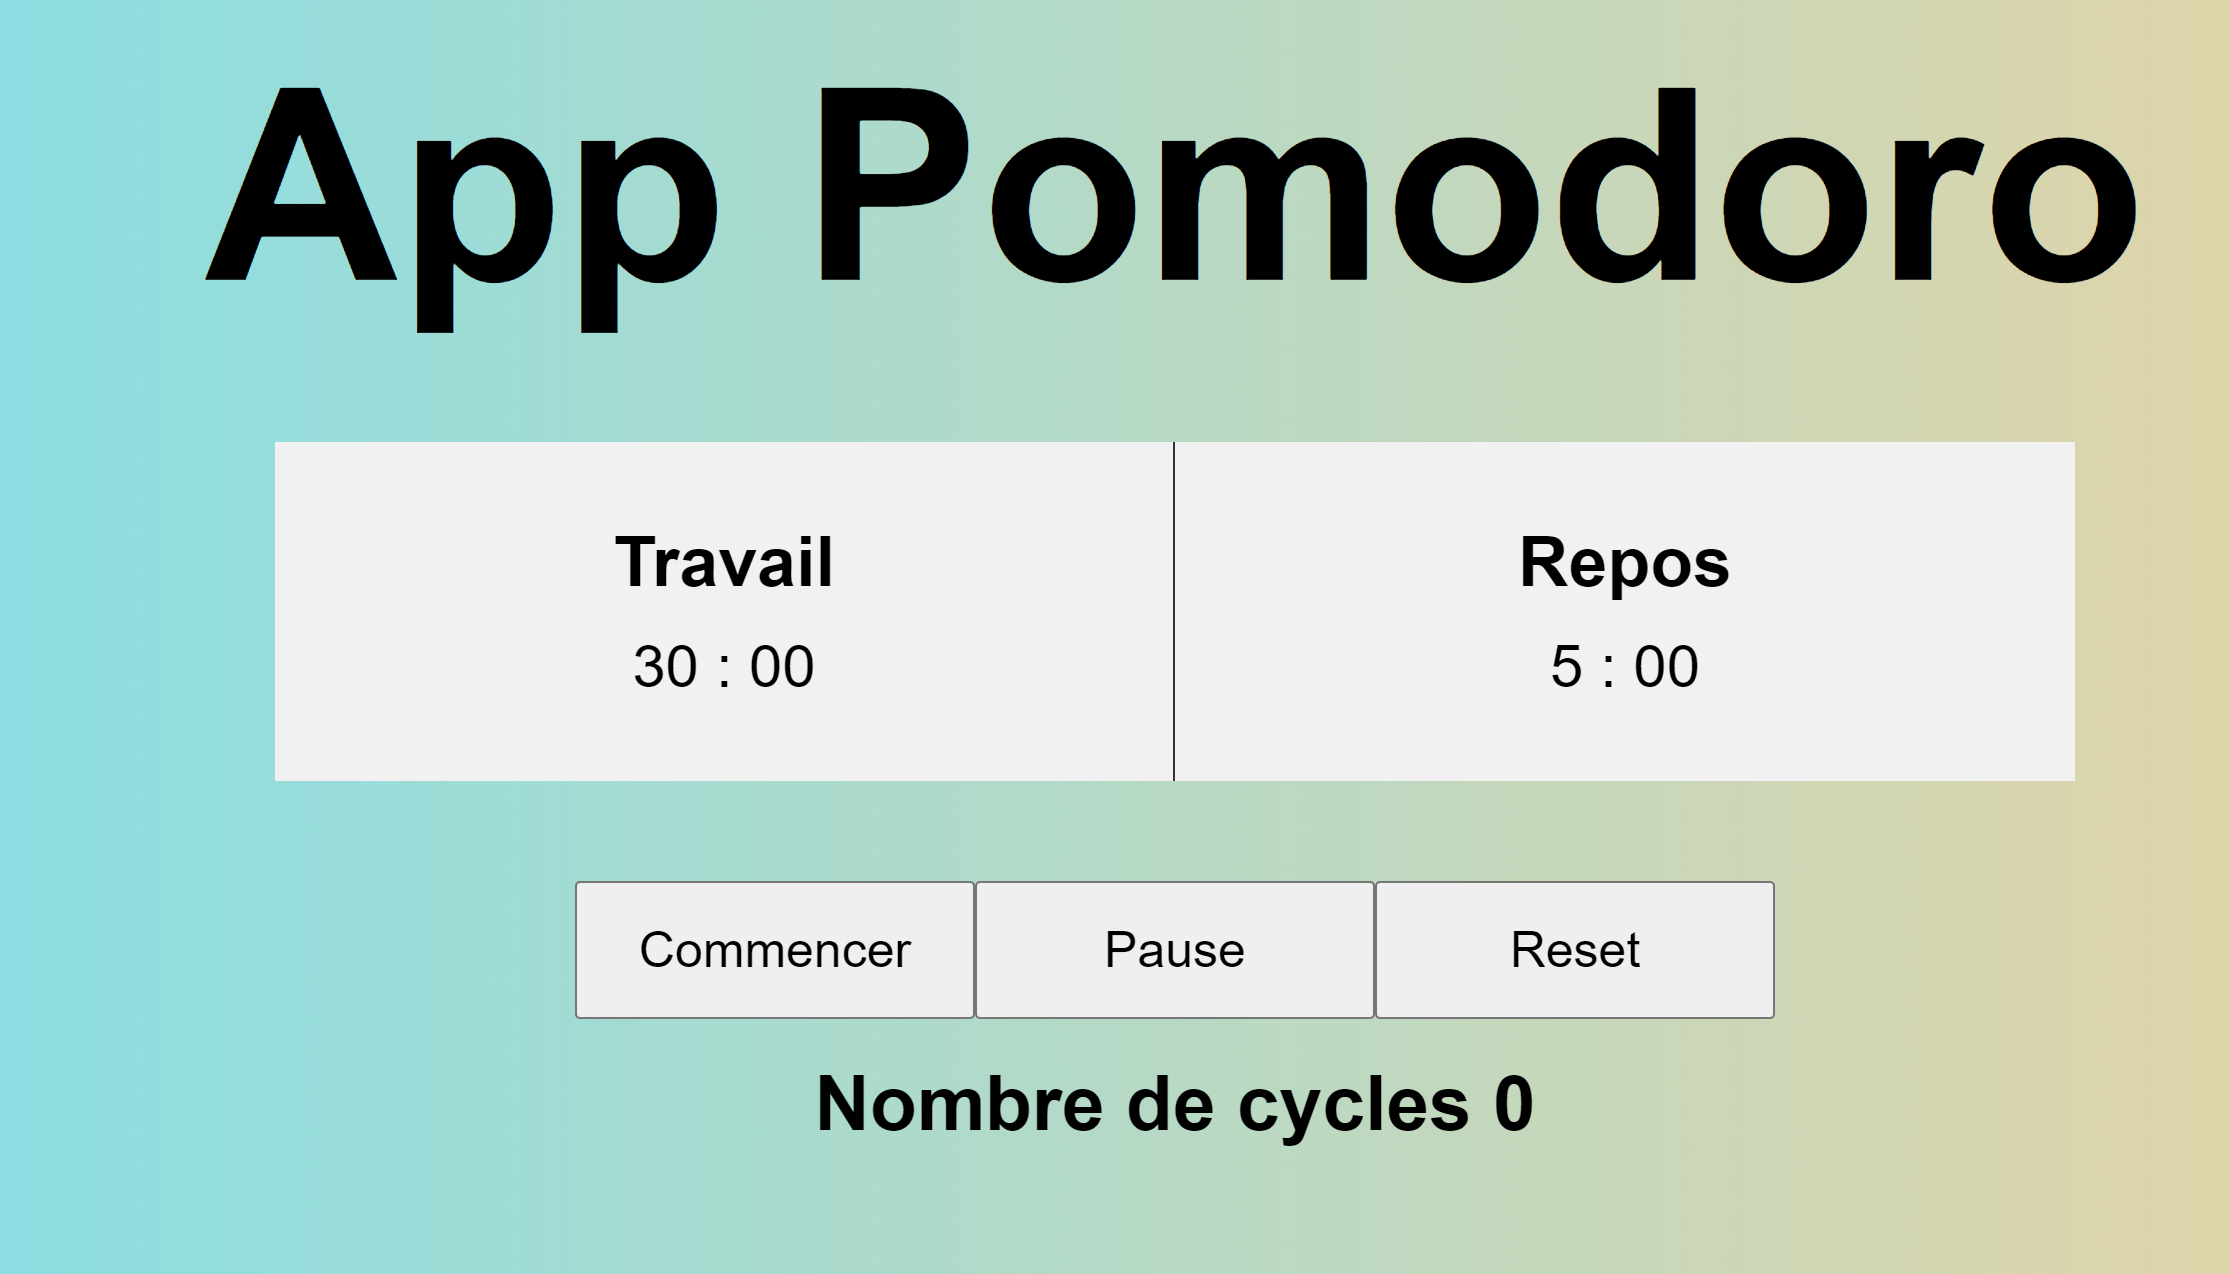 App Pomodoro
Travail
30 : 00
Repos
5 : 00
Commencer
Pause
Reset
Nombre de cycles 0